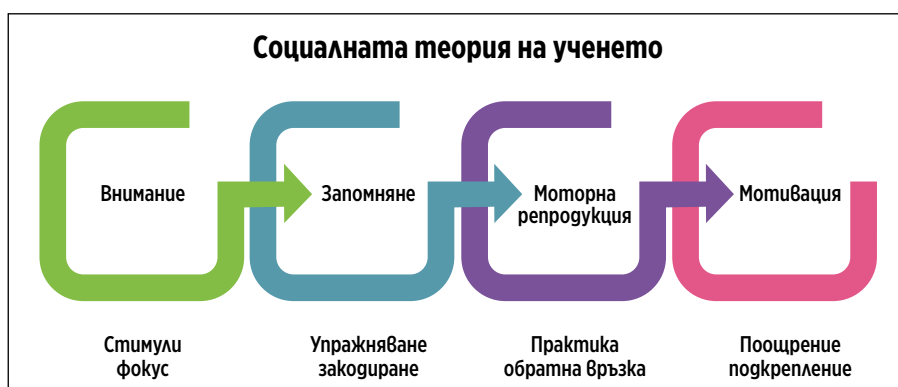 Социалната теория на ученето
Внимание
Запомняне
Моторна
репродукция
Мотивация
Стимули
фокус
Упражняване
закодиране
Практика
обратна връзка
Поощрение
подкрепление